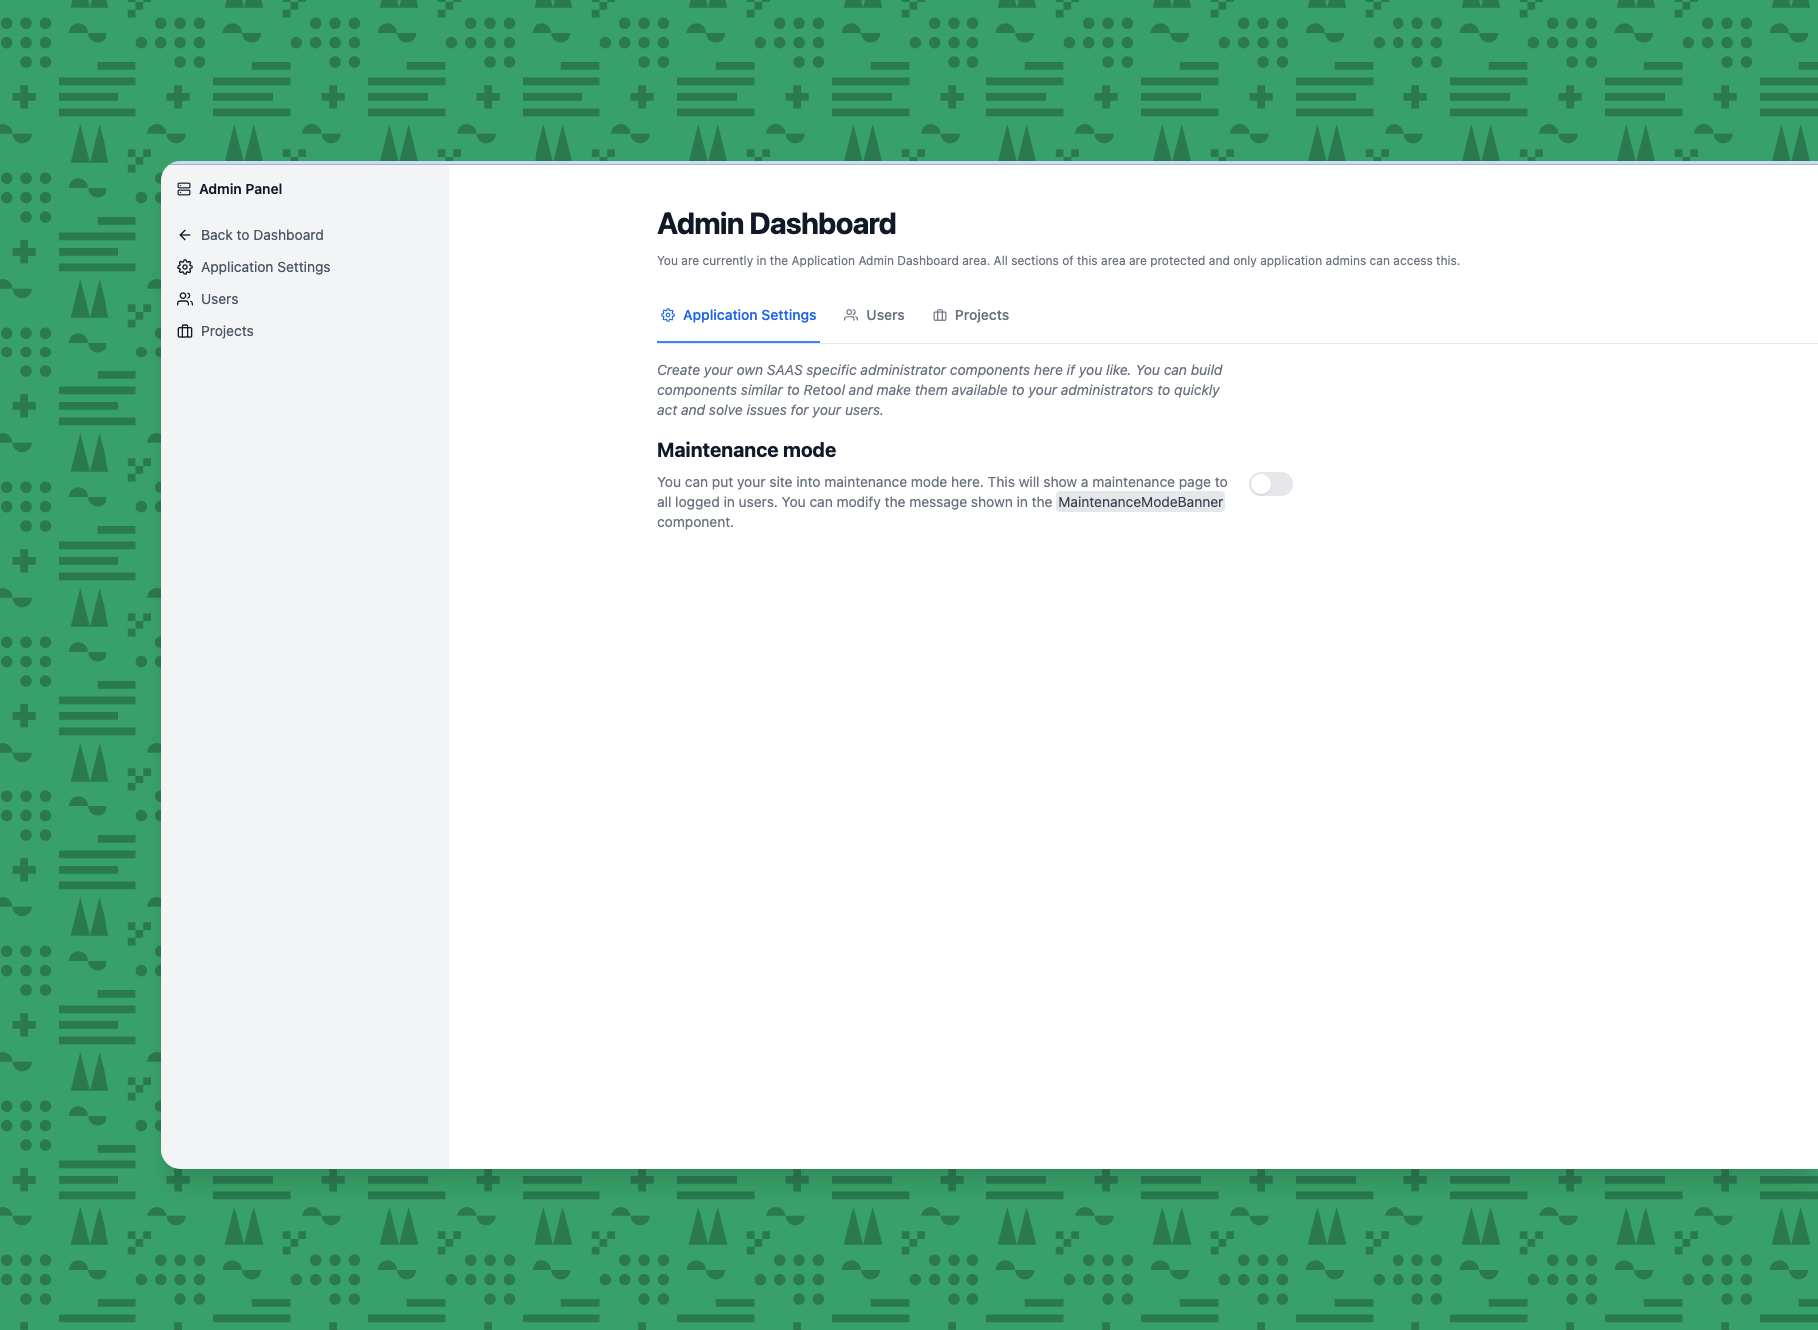 Admin Panel
Back to Dashboard
Application Settings
Users
Projects
Admin Dashboard
You are currently in the Application Admin Dashboard area. All sections of this area are protected and only application admins can access this.
Application Settings
Users
Projects
Create your own SAAS specific administrator components here if you like. You can build
components similar to Retool and make them available to your administrators to quickly
act and solve issues for your users.
Maintenance mode
You can put your site into maintenance mode here. This will show a maintenance page to
all logged in users. You can modify the message shown in the MaintenanceModeBanner
component.